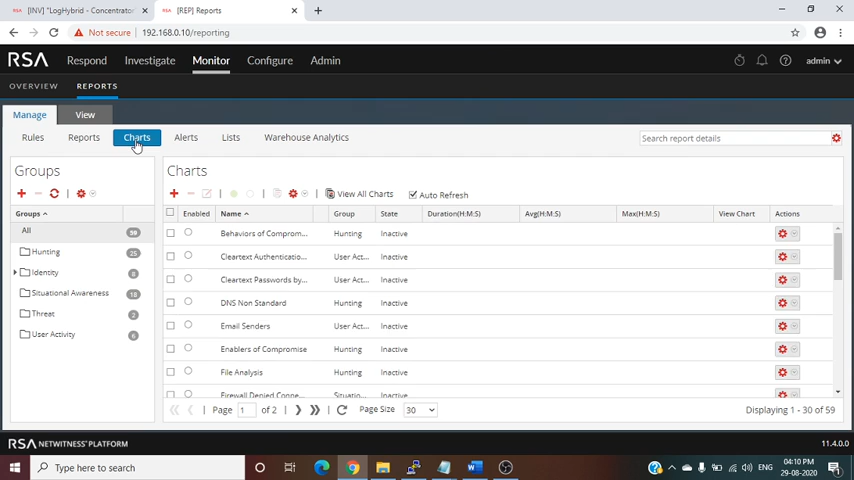 [INV] "LogHybrid - Concentrator
[REP] Reports
Not secure 192.168.0.10/reporting
RSA Respond Investigate Monitor Configure Admin admin
OVERVIEW REPORTS
Manage View
Rules Reports Charts Alerts Lists Warehouse Analytics Search report details
Groups
Charts
View All Charts Auto Refresh
Groups
Enabled Name Group State Duration(H:M:S) Avg(H:M:S) Max(H:M:S) View Chart Actions
All 59
Behaviors of Comprom... Hunting Inactive
Hunting 25
Cleartext Authenticatio... User Act... Inactive
Identity 8
Cleartext Passwords by... User Act... Inactive
Situational Awareness 18
DNS Non Standard Hunting Inactive
Threat 2
Email Senders User Act... Inactive
User Activity 6
Enablers of Compromise Hunting Inactive
File Analysis Hunting Inactive
Firewall Denied Conne... Situatio... Inactive
Page 1 of 2 Page Size 30 Displaying 1 - 30 of 59
RSA NETWITNESS PLATFORM 11.4.0.0
Type here to search
ENG
04:10 PM
29-08-2020
1